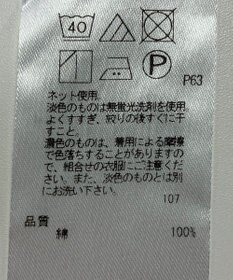 40
P
P63
ネット使用
淡色のものは無蛍光洗剤を使用
よくすすぎ、絞りの後すぐに干
すこと。
濃色のものは、着用による摩擦
で色落ちすることがありますの
で、組合せの衣服にご注意くだ
さい。また、淡色のものとは別
にお洗い下さい。
107
品質
綿 100%